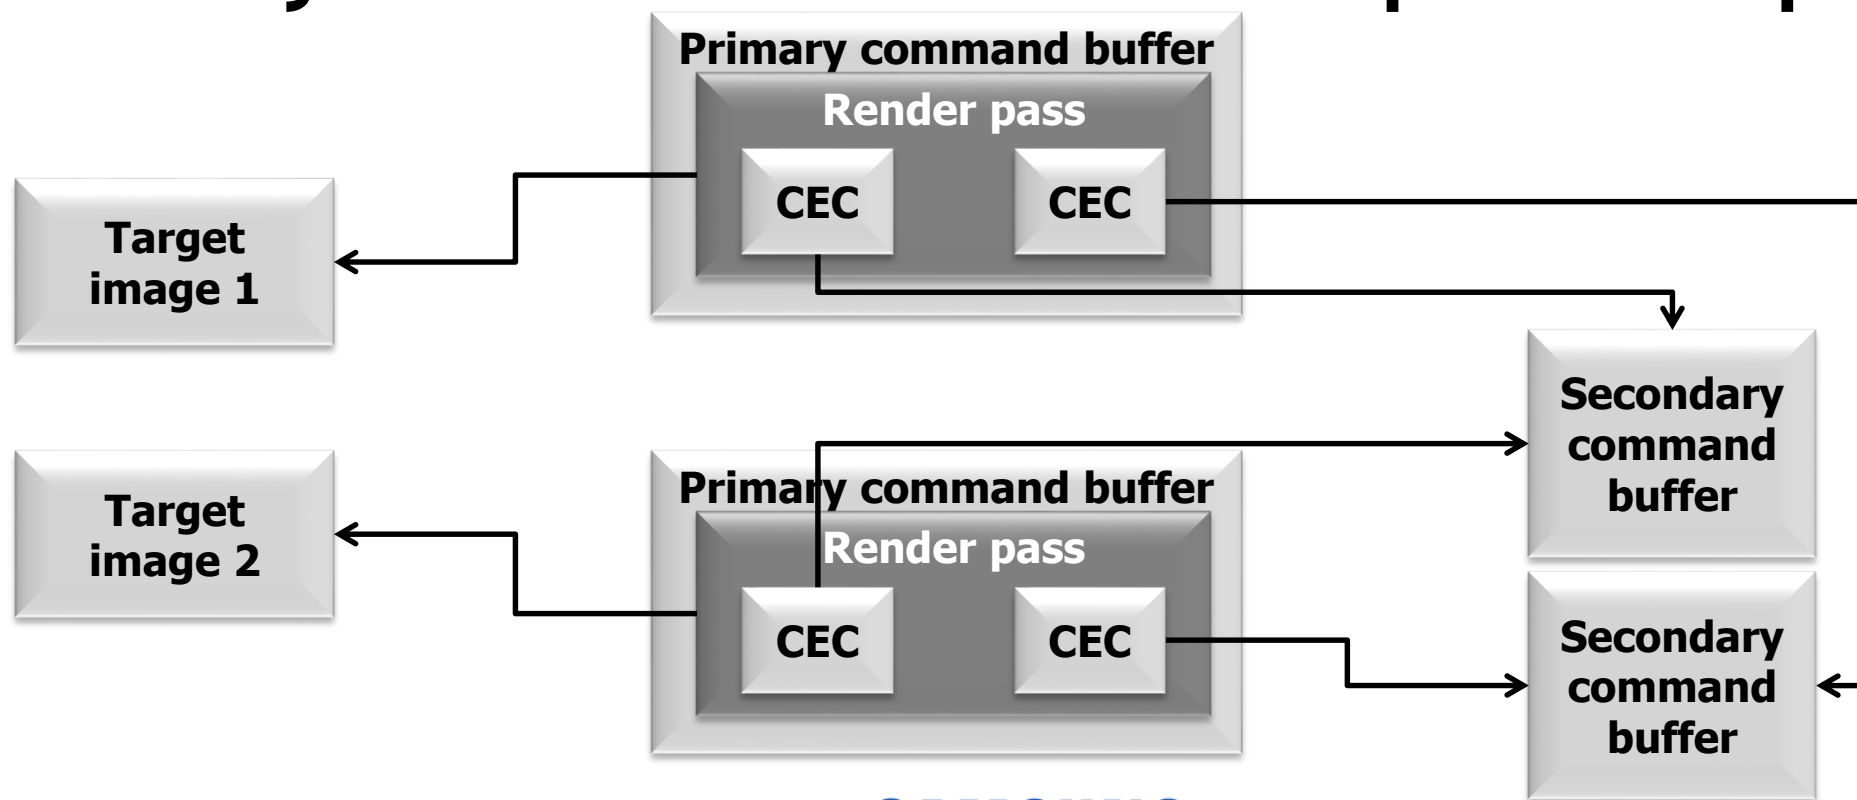 Primary command buffer
Render pass
CEC
CEC
Target
image 1
Secondary
command
buffer
Target
image 2
Primary command buffer
Render pass
CEC
CEC
Secondary
command
buffer